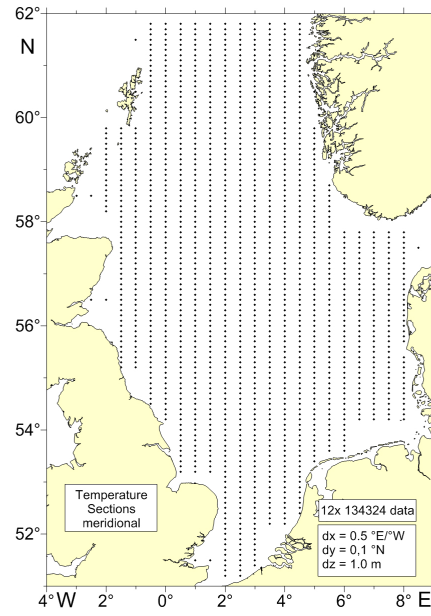 62°
N
60°
58°
56°
54°
52°
Temperature
Sections
meridional
12x 134324 data
dx = 0.5 °E/°W
dy = 0,1 °N
dz = 1.0 m
4° W 2° 0° 2° 4° 6° 8° E